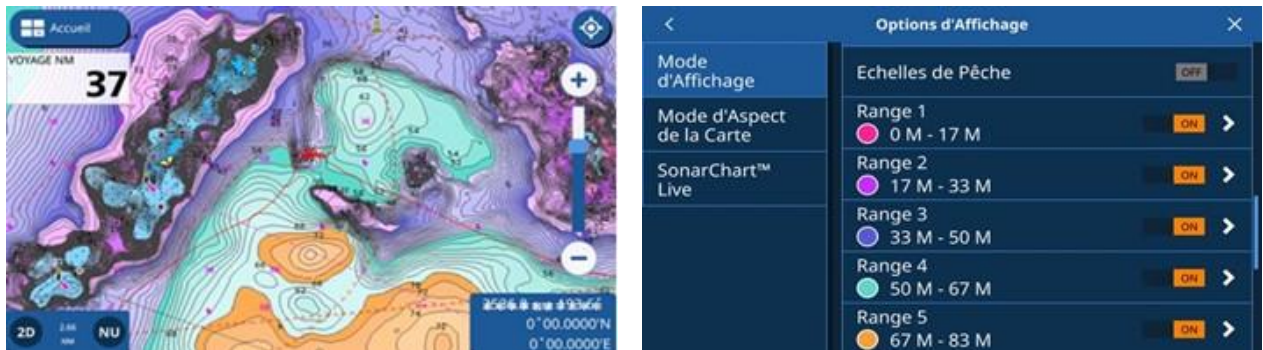 Accueil
VOYAGE NM
37
2D
NU
0°00.0000'N
0°00.0000'E
Options d'Affichage
Mode
d'Affichage
Mode d'Aspect
de la Carte
SonarChart™
Live
Echelles de Pêche
OFF
Range 1
0 M - 17 M
ON
Range 2
17 M - 33 M
ON
Range 3
33 M - 50 M
ON
Range 4
50 M - 67 M
ON
Range 5
67 M - 83 M
ON